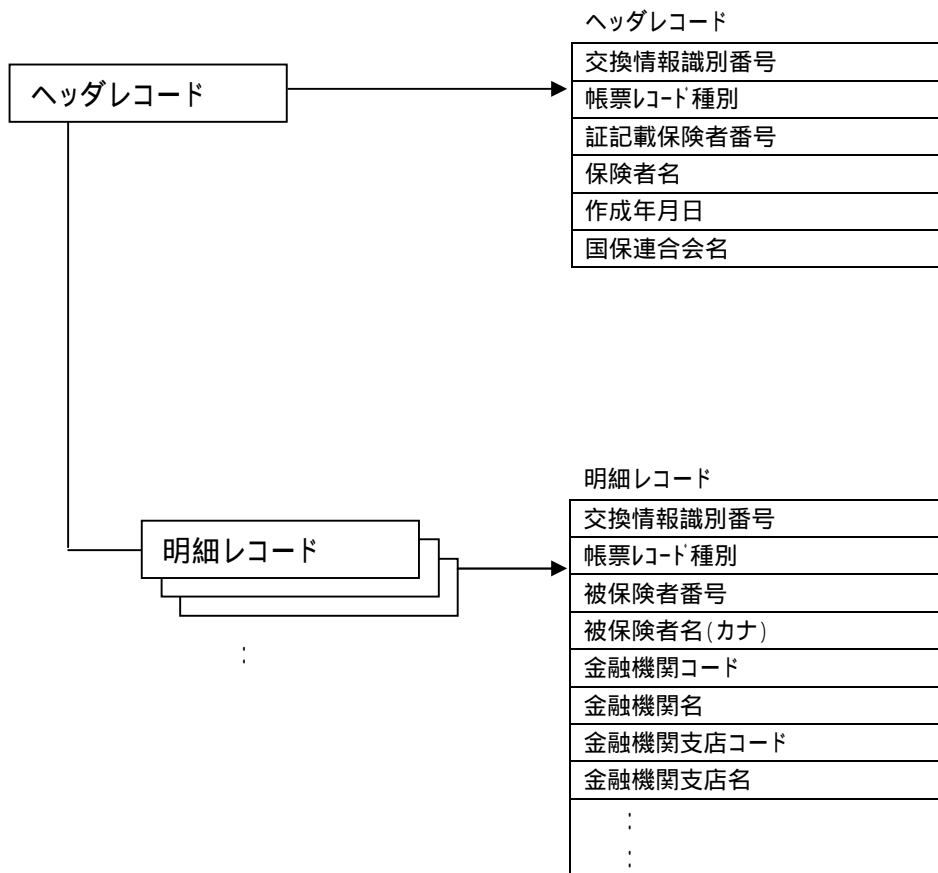 ヘッダレコード
ヘッダレコード
交換情報識別番号
帳票ﾚｺｰﾄﾞ種別
証記載保険者番号
保険者名
作成年月日
国保連合会名
明細レコード
明細レコード
交換情報識別番号
帳票ﾚｺｰﾄﾞ種別
被保険者番号
被保険者名(カナ)
金融機関コード
金融機関名
金融機関支店コード
金融機関支店名
:
:
: